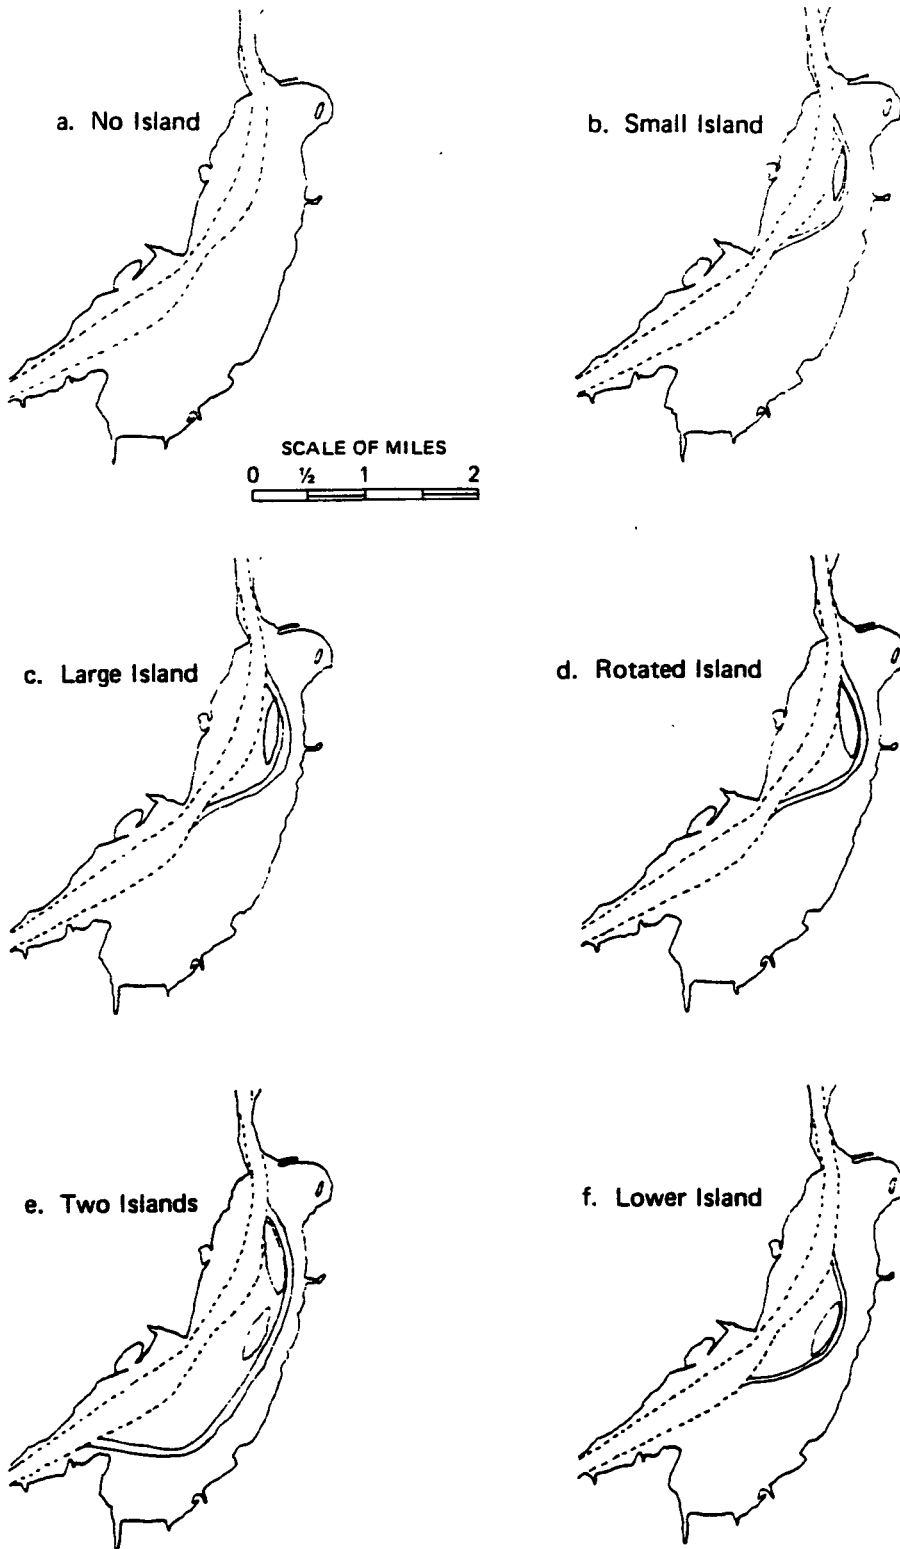 a. No Island
b. Small Island
SCALE OF MILES
0 ½ 1 2
c. Large Island
d. Rotated Island
e. Two Islands
f. Lower Island